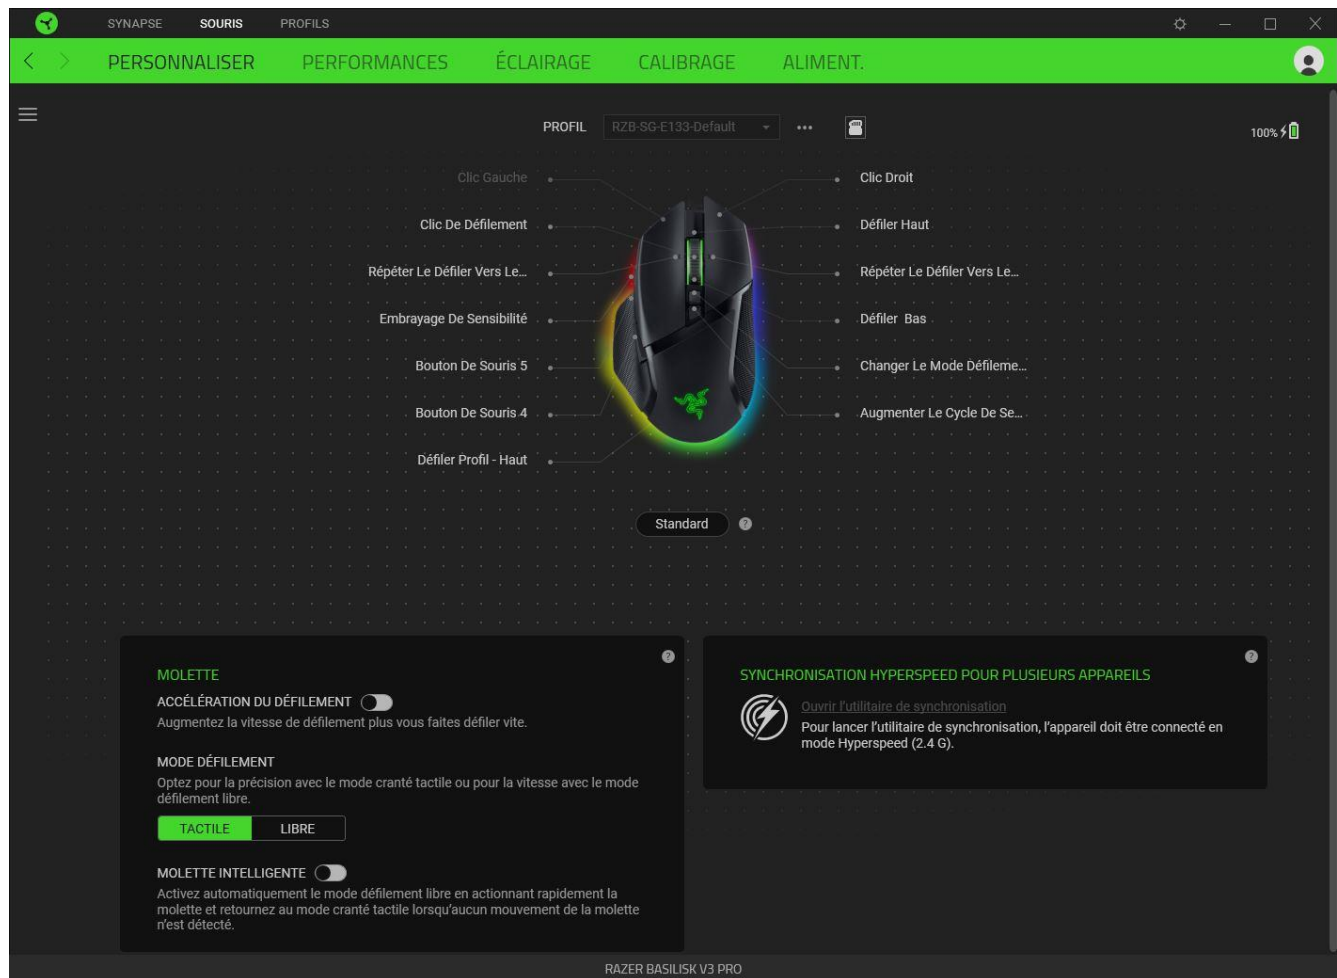 SYNAPSE SOURIS PROFILS
PERSONNALISER PERFORMANCES ÉCLAIRAGE CALIBRAGE ALIMENT.
PROFIL RZB-SG-E133-Default
100%
Clic Gauche
Clic Droit
Clic De Défilement
Défiler Haut
Répéter Le Défiler Vers Le...
Répéter Le Défiler Vers Le...
Embrayage De Sensibilité
Défiler Bas
Bouton De Souris 5
Changer Le Mode Défileme...
Bouton De Souris 4
Augmenter Le Cycle De Se...
Défiler Profil - Haut
Standard ?
?
MOLETTE
ACCÉLÉRATION DU DÉFILEMENT
Augmentez la vitesse de défilement plus vous faites défiler vite.
MODE DÉFILEMENT
Optez pour la précision avec le mode cranté tactile ou pour la vitesse avec le mode
défilement libre.
TACTILE LIBRE
MOLETTE INTELLIGENTE
Activez automatiquement le mode défilement libre en actionnant rapidement la
molette et retournez au mode cranté tactile lorsqu'aucun mouvement de la molette
n'est détecté.
?
SYNCHRONISATION HYPERSPEED POUR PLUSIEURS APPAREILS
Ouvrir l'utilitaire de synchronisation
Pour lancer l'utilitaire de synchronisation, l'appareil doit être connecté en
mode Hyperspeed (2.4 G).
RAZER BASILISK V3 PRO